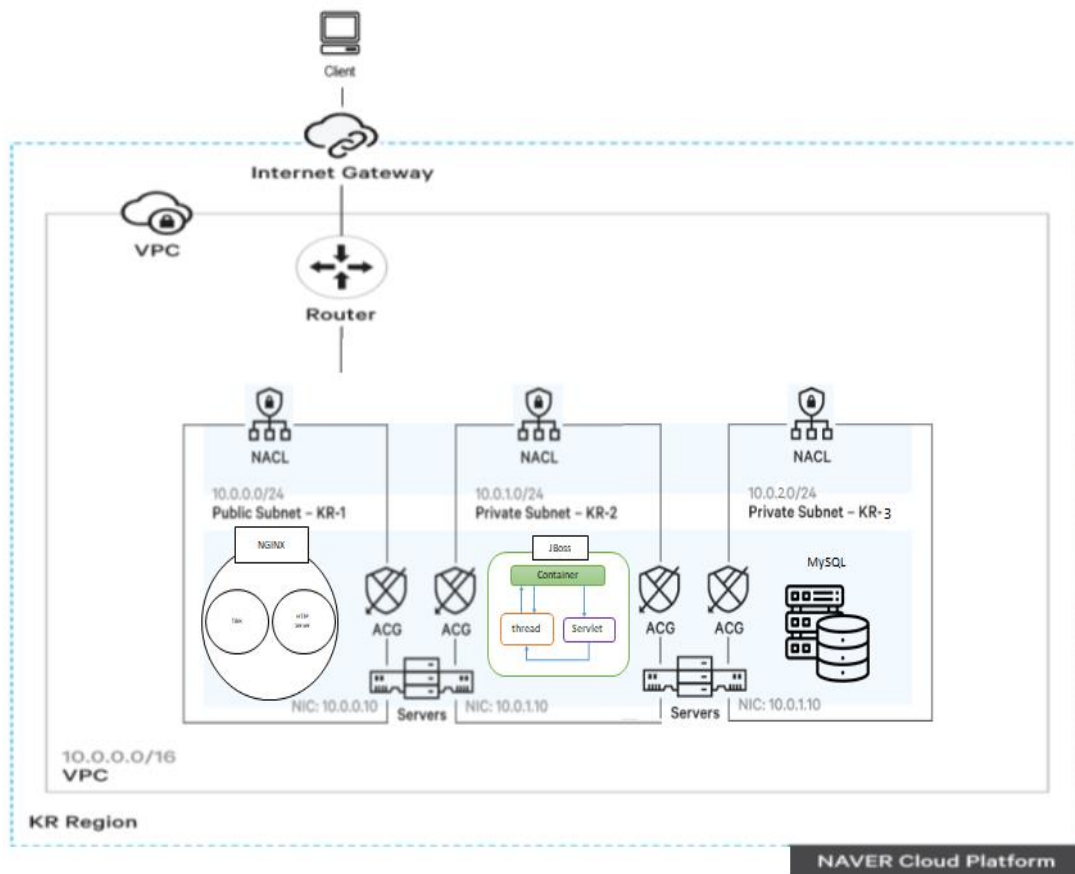 Client
Internet Gateway
VPC
Router
NACL
NACL
NACL
10.0.0.0/24
Public Subnet – KR-1
10.0.1.0/24
Private Subnet – KR-2
10.0.20/24
Private Subnet – KR-3
NGINX
JBoss
Container
thread
Servlet
MySQL
ACG
ACG
ACG
ACG
NIC: 10.0.0.10
Servers
NIC: 10.0.1.10
Servers
NIC: 10.0.1.10
10.0.0.0/16
VPC
KR Region
NAVER Cloud Platform